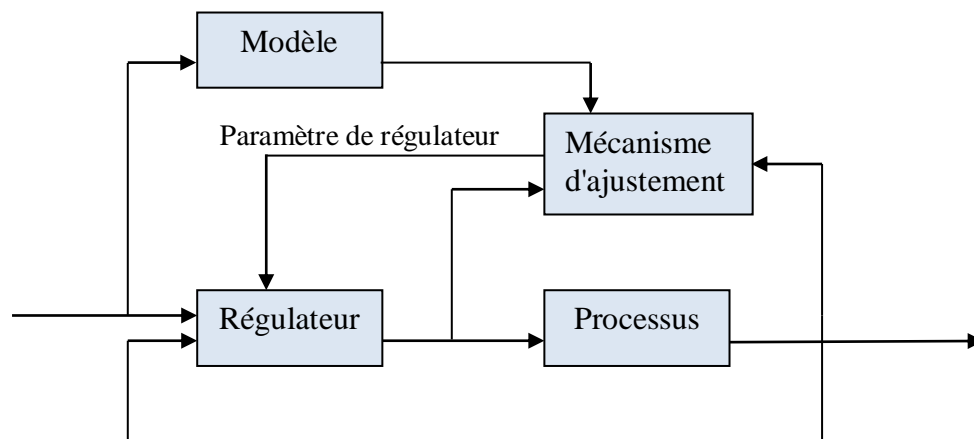 Modèle
Paramètre de régulateur
Mécanisme
d'ajustement
Régulateur
Processus